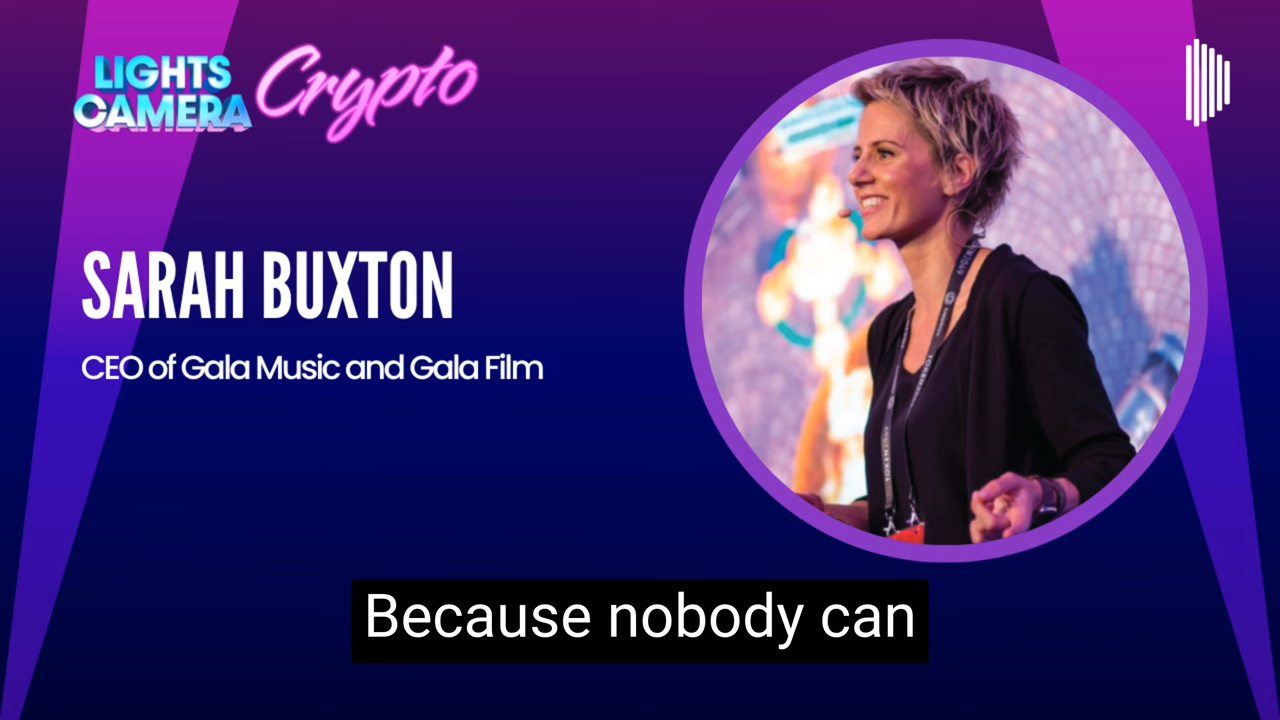 LIGHTS
CAMERA
Crypto
SARAH BUXTON
CEO of Gala Music and Gala Film
Because nobody can